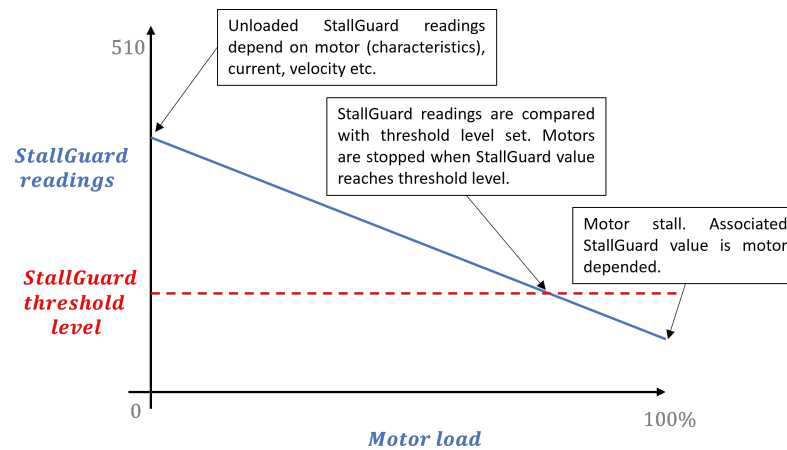 510
Unloaded StallGuard readings
depend on motor (characteristics),
current, velocity etc.
StallGuard readings are compared
with threshold level set. Motors
are stopped when StallGuard value
reaches threshold level.
StallGuard
readings
Motor stall. Associated
StallGuard value is motor
depended.
StallGuard
threshold
level
0
100%
Motor load